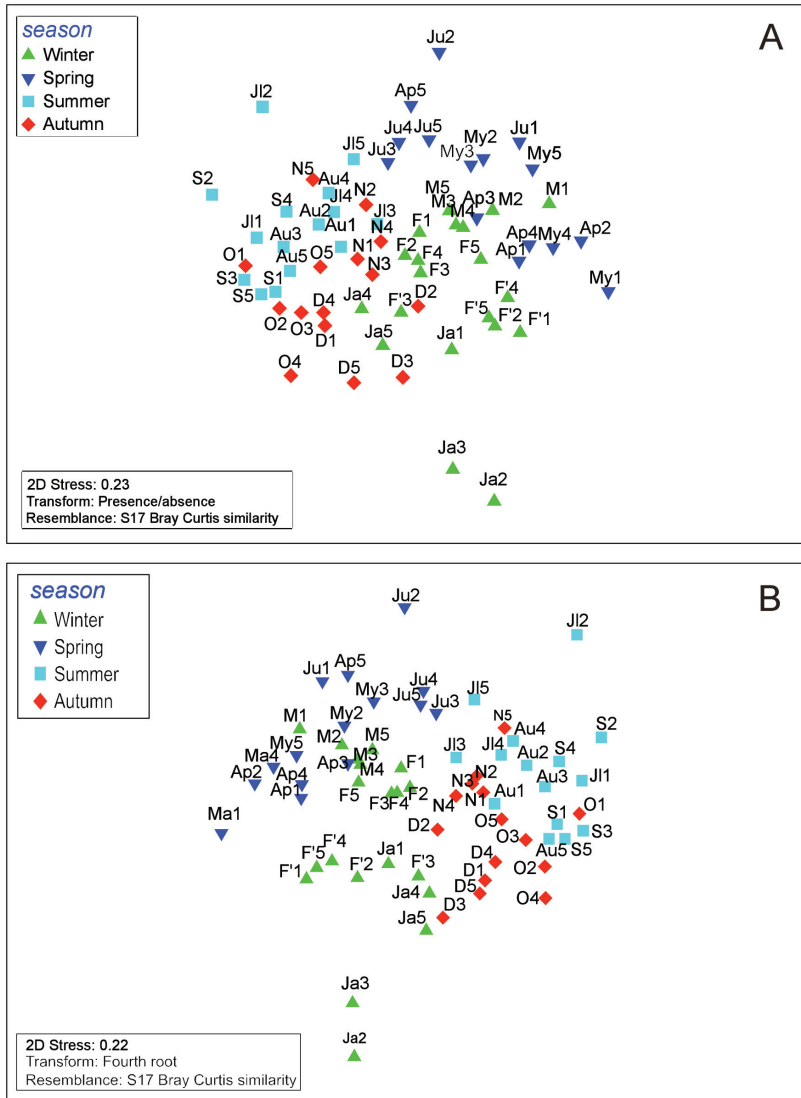 season
Winter
Spring
Summer
Autumn
A
Ju2
Jl2
Ap5
Ju4 Ju5 My2 Ju1
Jl5 Ju3 My3 My5
N5 Au4
S2 N2 M5 Ap3 M2 M1
S4 Jl4 M3 M4
Jl1 Au2 Au1 Jl3 F1 Ap4 My4 Ap2
Au3 N4
O1 O5 N1 F2 F4 F5 Ap1
S3 Au5 N3 F3 My1
S5 S1 F'4
O2 O3 D4 Ja4 F'3 D2 F'5 F'2 F'1
D1 Ja5 Ja1
O4 D5 D3
Ja3
Ja2
2D Stress: 0.23
Transform: Presence/absence
Resemblance: S17 Bray Curtis similarity
season
Winter
Spring
Summer
Autumn
B
Ju2
Jl2
Ju1 Ap5 Ju4
My3 Ju5 Ju3 Jl5
M1 My2 N5 Au4 S2
My5 M2 M5 Jl3 Jl4 Au2 S4
Ma4 Ap3 M3 F1
Ap2 Ap4 M4 N3 N2 Au3 Jl1
Ap1 F5 F3 F4 F2 N4 N1 Au1
Ma1 D2 O5 O3 S1 O1
S3
F'4 Ja1 D4 Au5 S5
F'1 F'5 F'2 F'3 D1 O2
Ja4 D5
Ja5 D3 O4
Ja3
Ja2
2D Stress: 0.22
Transform: Fourth root
Resemblance: S17 Bray Curtis similarity